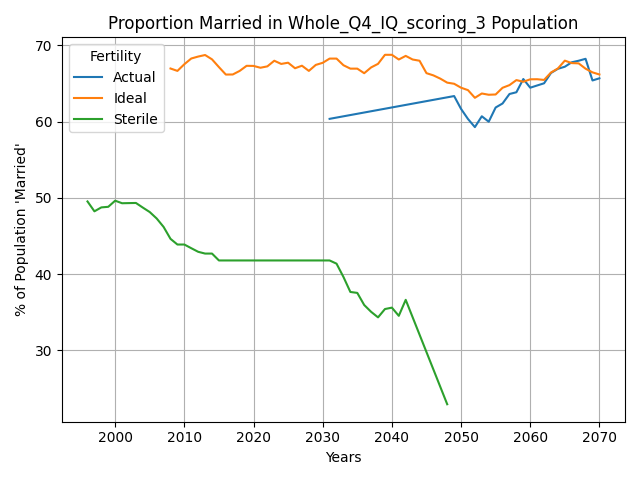 Proportion Married in Whole_Q4_IQ_scoring_3 Population
70
60
50
40
30
% of Population 'Married'
Fertility
Actual
Ideal
Sterile
2000 2010 2020 2030 2040 2050 2060 2070
Years